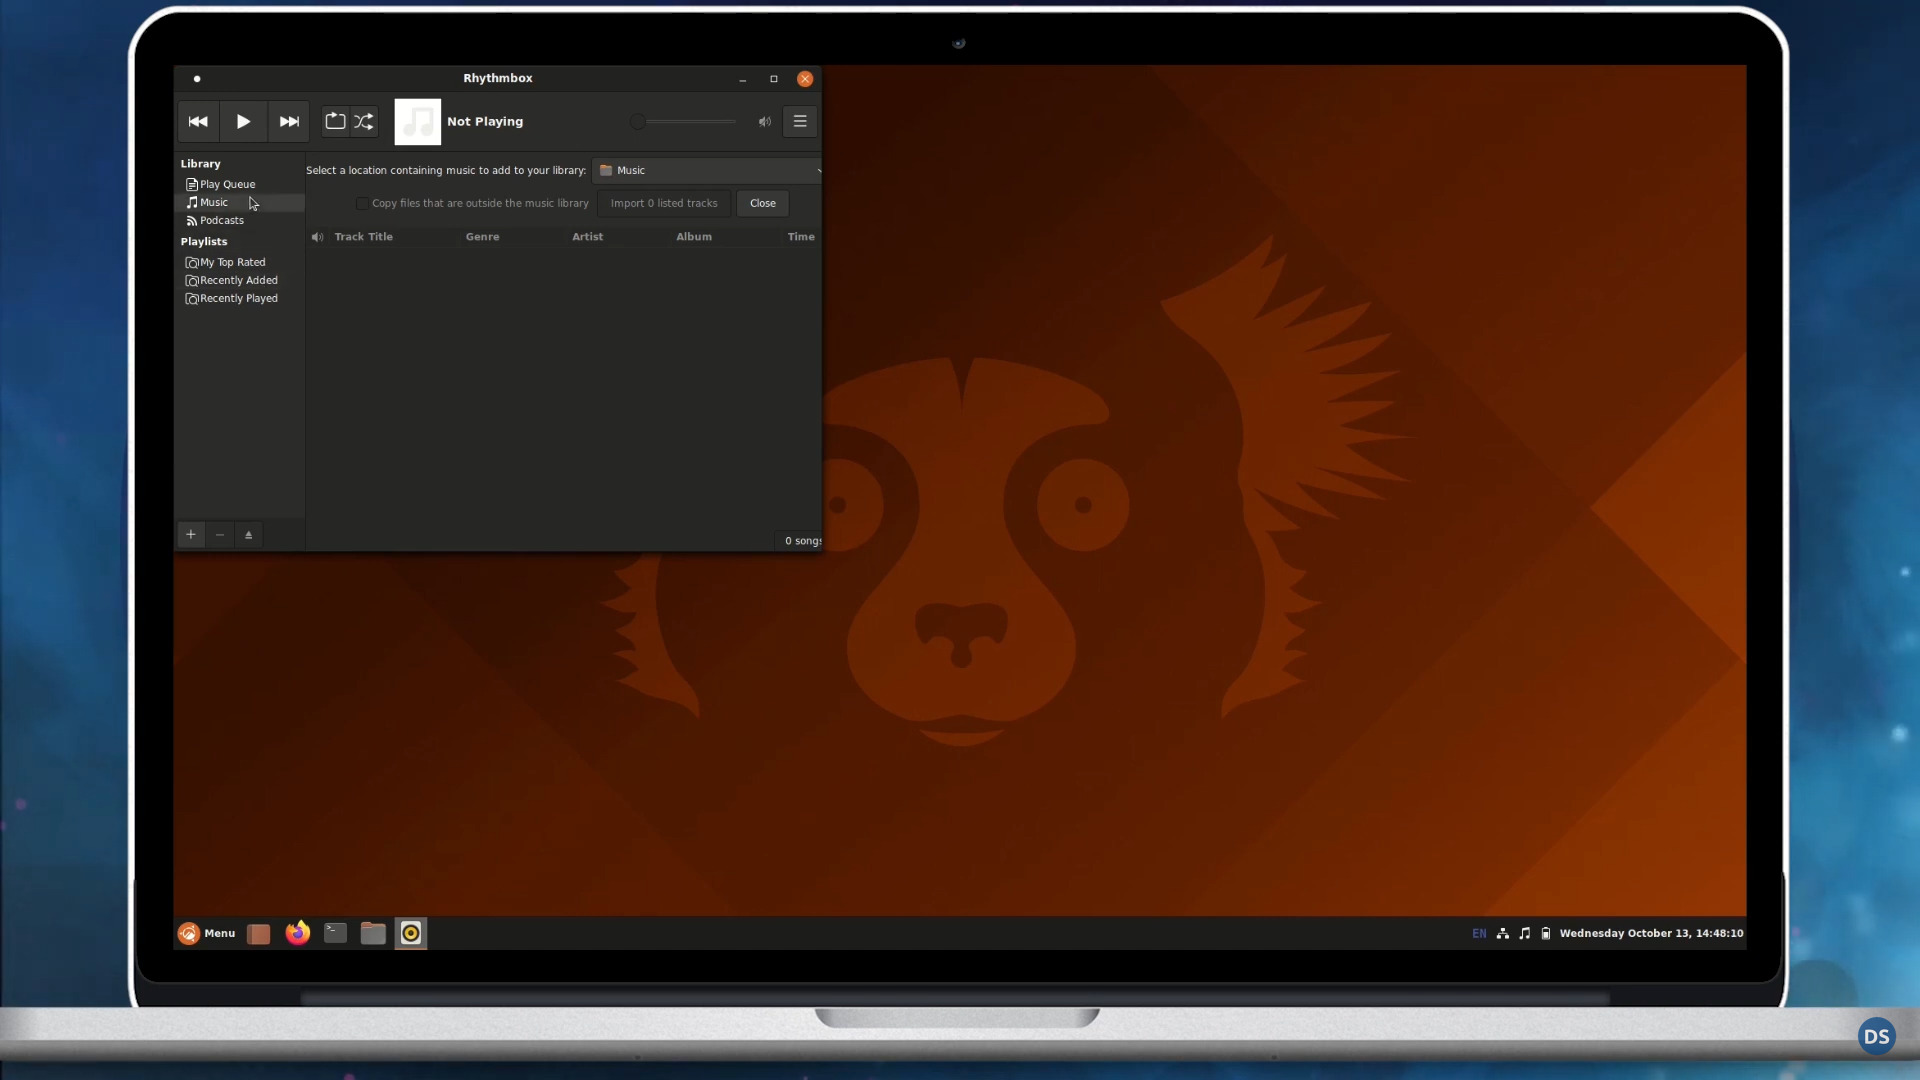 Rhythmbox
Not Playing
Library
Play Queue
Music
Podcasts
Playlists
My Top Rated
Recently Added
Recently Played
Select a location containing music to add to your library: Music
Copy files that are outside the music library Import 0 listed tracks Close
Track Title Genre Artist Album Time
0 songs
Menu
EN Wednesday October 13, 14:48:10
DS